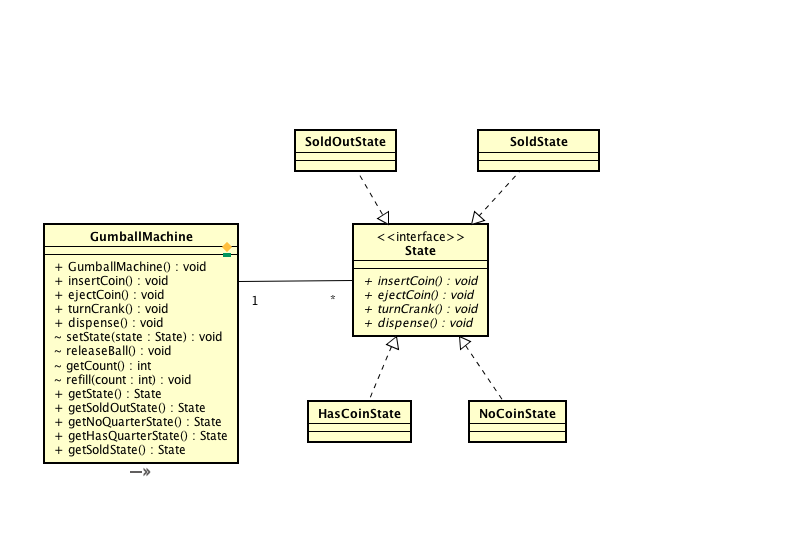 SoldOutState
SoldState
GumballMachine
+ GumballMachine() : void
+ insertCoin() : void
+ ejectCoin() : void
+ turnCrank() : void
+ dispense() : void
~ setState(state : State) : void
~ releaseBall() : void
~ getCount() : int
~ refill(count : int) : void
+ getState() : State
+ getSoldOutState() : State
+ getNoQuarterState() : State
+ getHasQuarterState() : State
+ getSoldState() : State
1
*
<<interface>>
State
+ insertCoin() : void
+ ejectCoin() : void
+ turnCrank() : void
+ dispense() : void
HasCoinState
NoCoinState